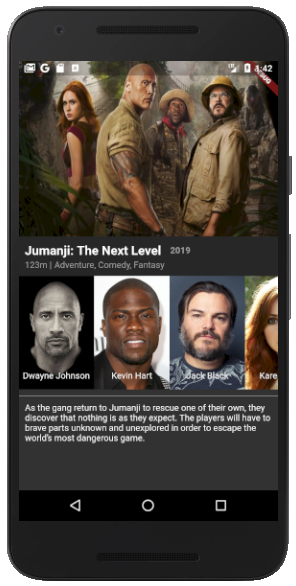 1:42
DEBUG
Jumanji: The Next Level 2019
123m | Adventure, Comedy, Fantasy
Dwayne Johnson
Kevin Hart
Jack Black
Kare
As the gang return to Jumanji to rescue one of their own, they
discover that nothing is as they expect. The players will have to
brave parts unknown and unexplored in order to escape the
world's most dangerous game.